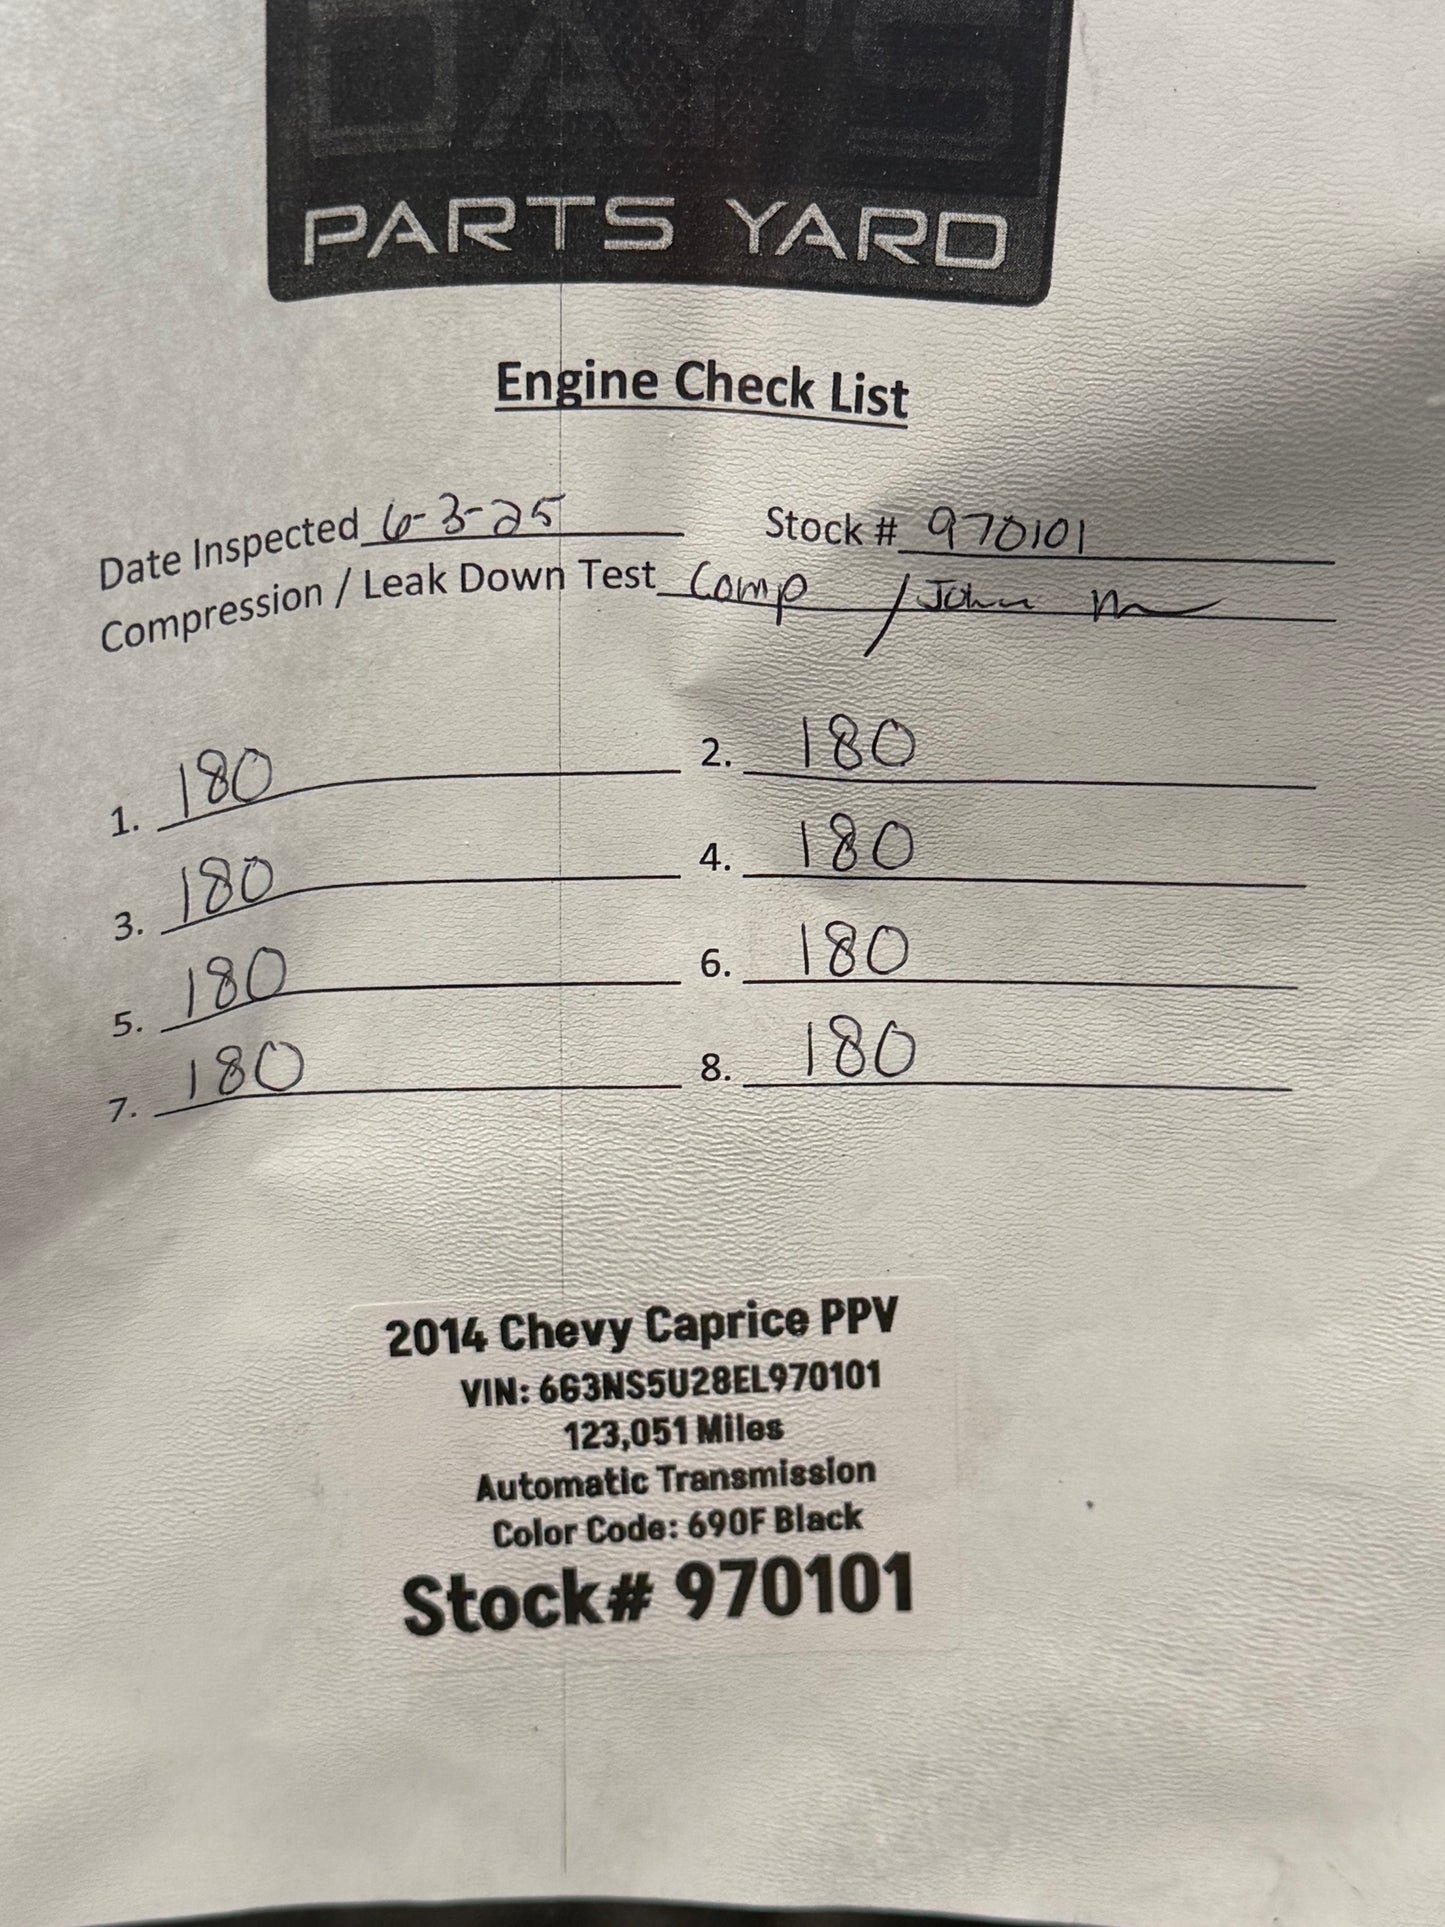 DAY'S
PARTS YARD
Engine Check List
Date Inspected 6-3-25 Stock # 970101
Compression / Leak Down Test Comp / John
1. 180 2. 180
3. 180 4. 180
5. 180 6. 180
7. 180 8. 180
2014 Chevy Caprice PPV
VIN: 6G3NS5U28EL970101
123,051 Miles
Automatic Transmission
Color Code: 690F Black
Stock# 970101